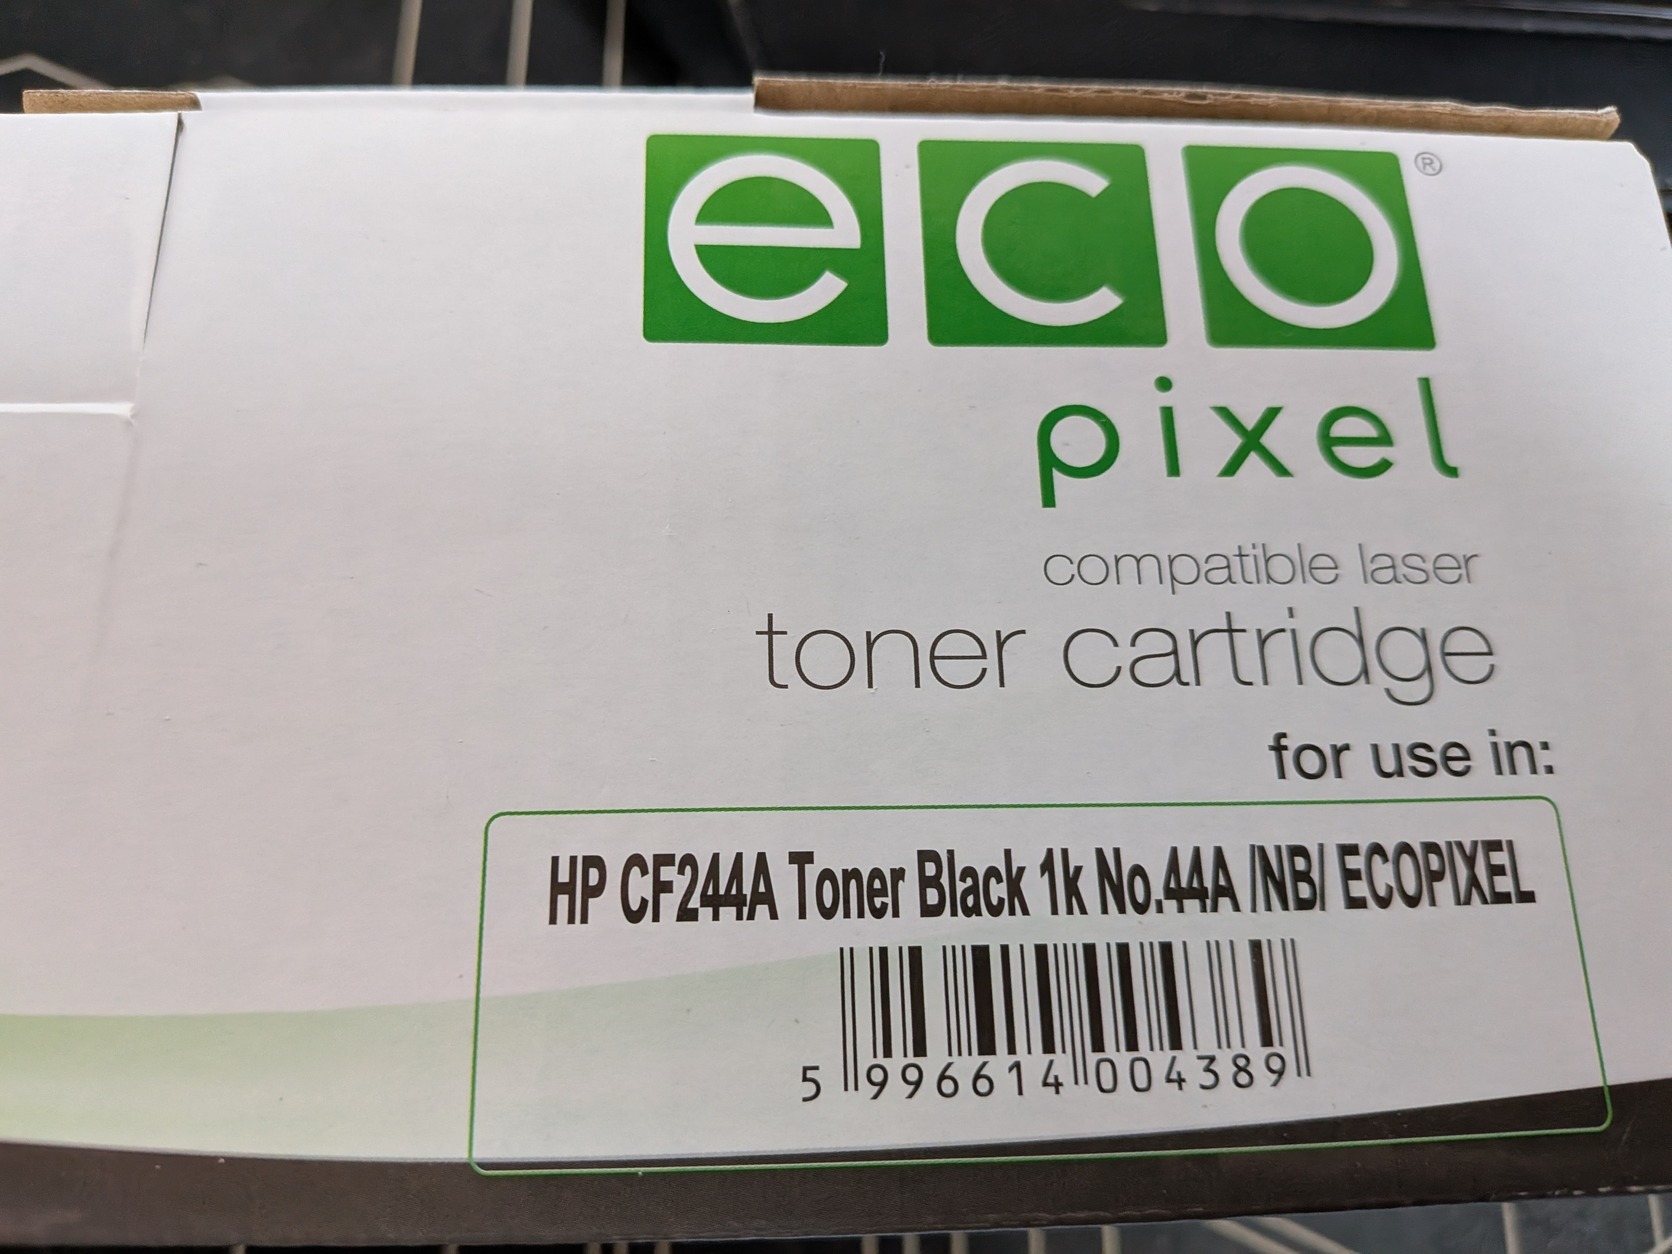 eco®
pixel
compatible laser
toner cartridge
for use in:
HP CF244A Toner Black 1k No.44A /NB/ ECOPIXEL
5 996614 004389